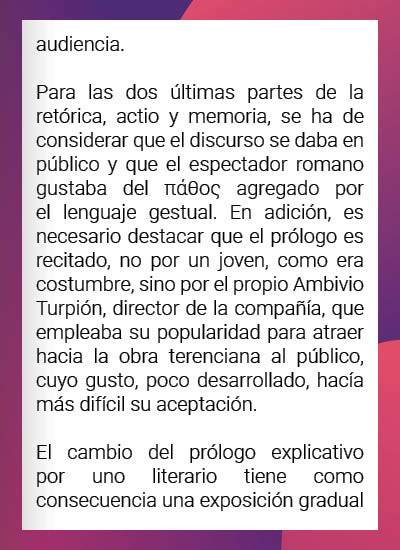 audiencia.
Para las dos últimas partes de la
retórica, actio y memoria, se ha de
considerar que el discurso se daba en
público y que el espectador romano
gustaba del πάθος agregado por
el lenguaje gestual. En adición, es
necesario destacar que el prólogo es
recitado, no por un joven, como era
costumbre, sino por el propio Ambivio
Turpión, director de la compañía, que
empleaba su popularidad para atraer
hacia la obra terenciana al público,
cuyo gusto, poco desarrollado, hacía
más difícil su aceptación.
El cambio del prólogo explicativo
por uno literario tiene como
consecuencia una exposición gradual